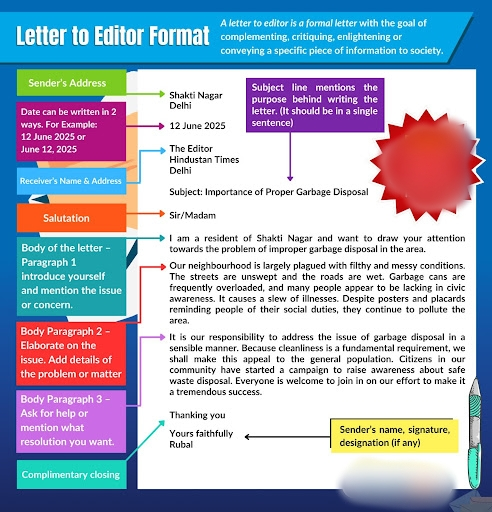 Letter to Editor Format
A letter to editor is a formal letter with the goal of
complementing, critiquing, enlightening or
conveying a specific piece of information to society.
Sender's Address
Shakti Nagar
Delhi
Subject line mentions the
purpose behind writing the
letter. (It should be in a single
sentence)
Date can be written in 2
ways. For Example:
12 June 2025 or
June 12, 2025
12 June 2025
Receiver's Name & Address
The Editor
Hindustan Times
Delhi
Subject: Importance of Proper Garbage Disposal
Salutation
Sir/Madam
Body of the letter –
Paragraph 1
introduce yourself
and mention the issue
or concern.
I am a resident of Shakti Nagar and want to draw your attention
towards the problem of improper garbage disposal in the area.
Body Paragraph 2 –
Elaborate on the
issue. Add details of
the problem or matter
Our neighbourhood is largely plagued with filthy and messy conditions.
The streets are unswept and the roads are wet. Garbage cans are
frequently overloaded, and many people appear to be lacking in civic
awareness. It causes a slew of illnesses. Despite posters and placards
reminding people of their social duties, they continue to pollute the
area.
Body Paragraph 3 –
Ask for help or
mention what
resolution you want.
It is our responsibility to address the issue of garbage disposal in a
sensible manner. Because cleanliness is a fundamental requirement, we
shall make this appeal to the general population. Citizens in our
community have started a campaign to raise awareness about safe
waste disposal. Everyone is welcome to join in on our effort to make it
a tremendous success.
Complimentary closing
Thanking you
Yours faithfully
Rubal
Sender's name, signature,
designation (if any)